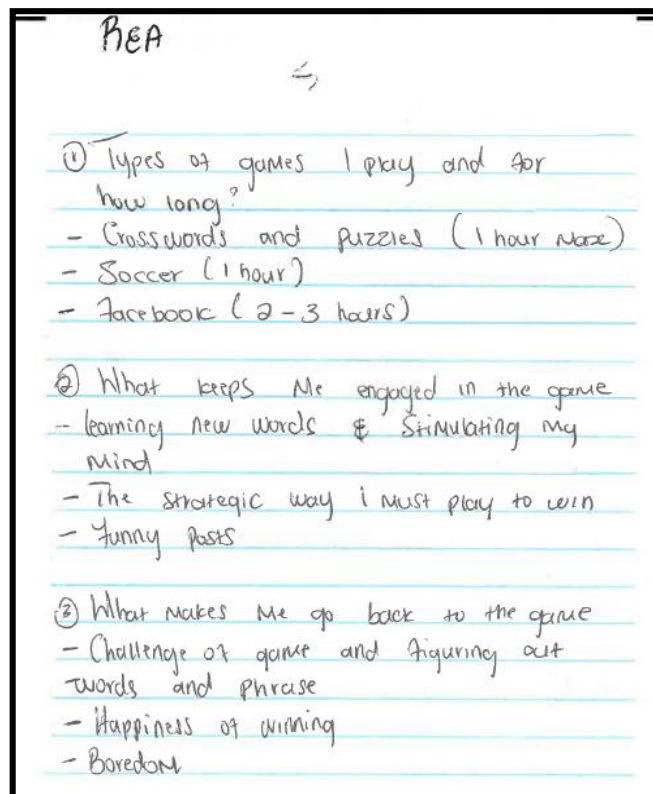 REA
① Types of games I play and for
how long?
- Crosswords and puzzles (1 hour Max)
- Soccer (1 hour)
- Facebook (2-3 hours)
② What keeps Me engaged in the game
- learning new words & Stimulating My
Mind
- The strategic way i must play to win
- Funny posts
③ What makes Me go back to the game
- Challenge of game and figuring out
words and phrase
- Happiness of winning
- Boredom